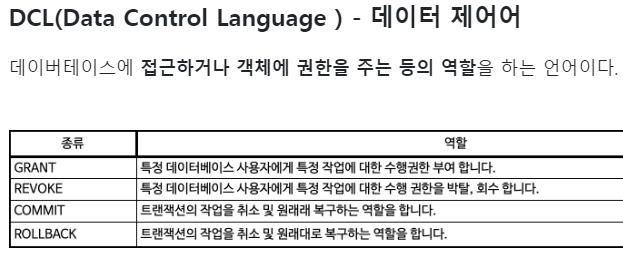 DCL(Data Control Language ) - 데이터 제어어
데이버테이스에 접근하거나 객체에 권한을 주는 등의 역할을 하는 언어이다.
종류 역할
GRANT 특정 데이터베이스 사용자에게 특정 작업에 대한 수행권한 부여 합니다.
REVOKE 특정 데이터베이스 사용자에게 특정 작업에 대한 수행 권한을 박탈, 회수 합니다.
COMMIT 트랜잭션의 작업을 취소 및 원래래 복구하는 역할을 합니다.
ROLLBACK 트랜잭션의 작업을 취소 및 원래대로 복구하는 역할을 합니다.